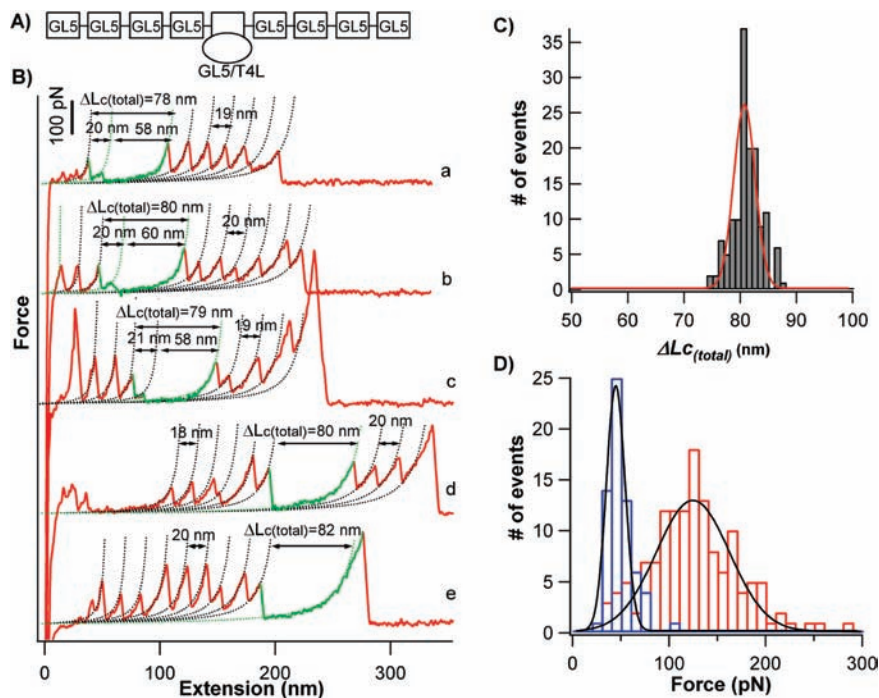 A)
GL5 GL5 GL5 GL5 GL5 GL5 GL5 GL5
GL5/T4L
B)
100 pN
ΔLc(total)=78 nm
20 nm 58 nm
19 nm
a
ΔLc(total)=80 nm
20 nm 60 nm
20 nm
b
ΔLc(total)=79 nm
21 nm 58 nm
19 nm
c
18 nm
ΔLc(total)=80 nm
20 nm
d
20 nm
ΔLc(total)=82 nm
e
Force
0 100 200 300
Extension (nm)
C)
# of events
35
30
25
20
15
10
5
0
50 60 70 80 90 100
ΔLc(total) (nm)
D)
# of events
25
20
15
10
5
0
0 100 200 300
Force (pN)